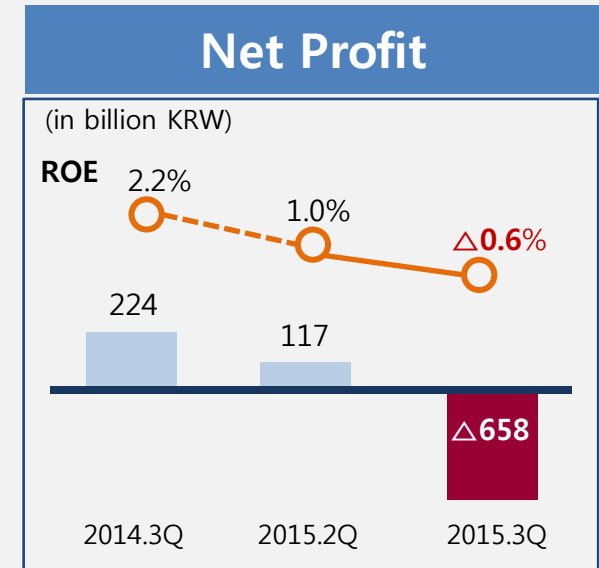 Net Profit
(in billion KRW)
ROE
2.2%
1.0%
△0.6%
224
117
△658
2014.3Q
2015.2Q
2015.3Q